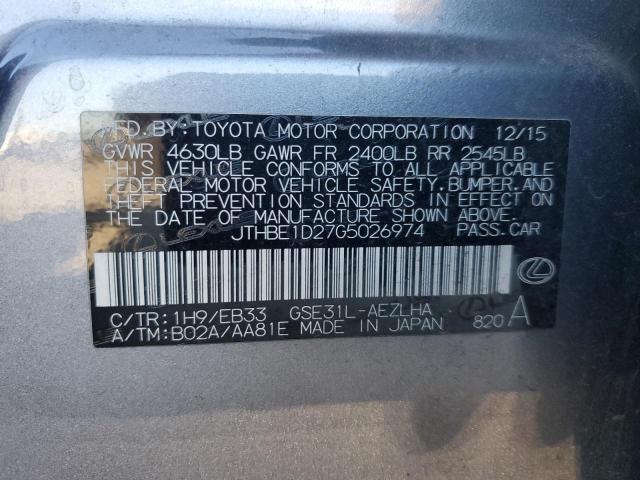 MFD. BY: TOYOTA MOTOR CORPORATION 12/15
GVWR 4630LB GAWR FR 2400LB RR 2545LB
THIS VEHICLE CONFORMS TO ALL APPLICABLE
FEDERAL MOTOR VEHICLE SAFETY, BUMPER, AND
THEFT PREVENTION STANDARDS IN EFFECT ON
THE DATE OF MANUFACTURE SHOWN ABOVE.
JTHBE1D27G5026974 PASS.CAR
C/TR: 1H9/EB33 GSE31L-AEZLHA
A/TM: B02A/AA81E MADE IN JAPAN 820 A